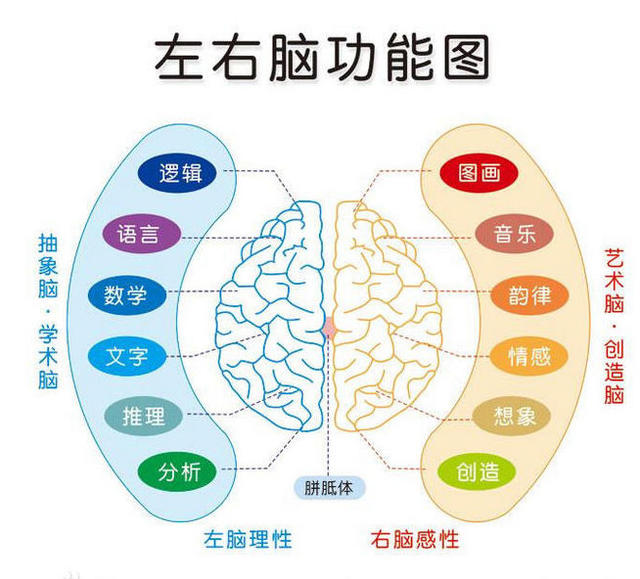 左右脑功能图
抽象脑·学术脑
逻辑
语言
数学
文字
推理
分析
图画
音乐
韵律
情感
想象
创造
艺术脑·创造脑
胼胝体
左脑理性
右脑感性